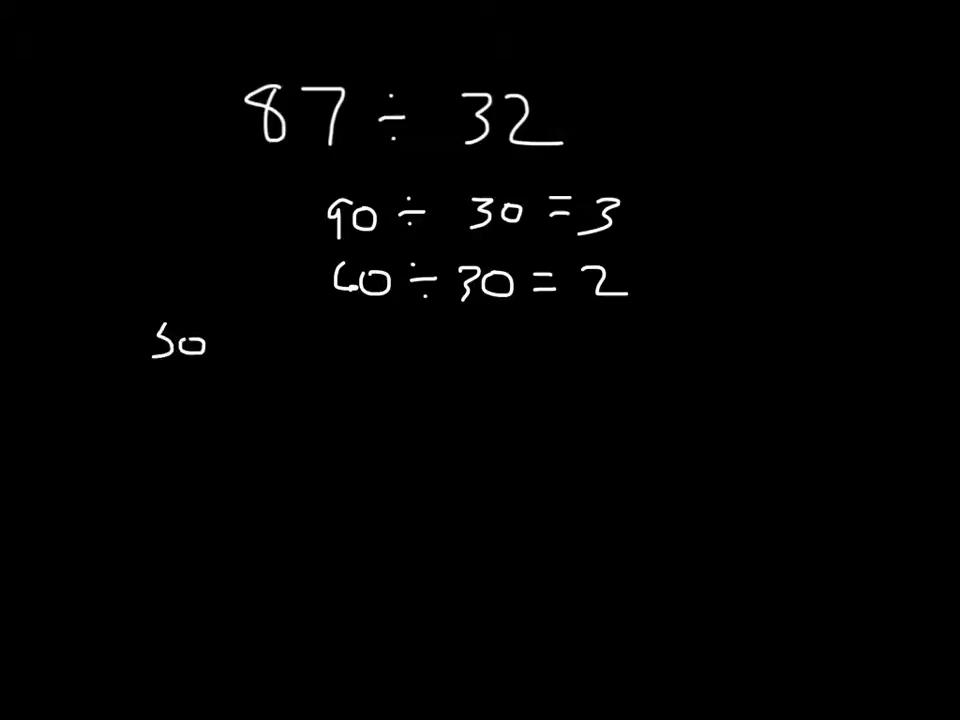 87 ÷ 32
90 ÷ 30 = 3
60 ÷ 30 = 2
so